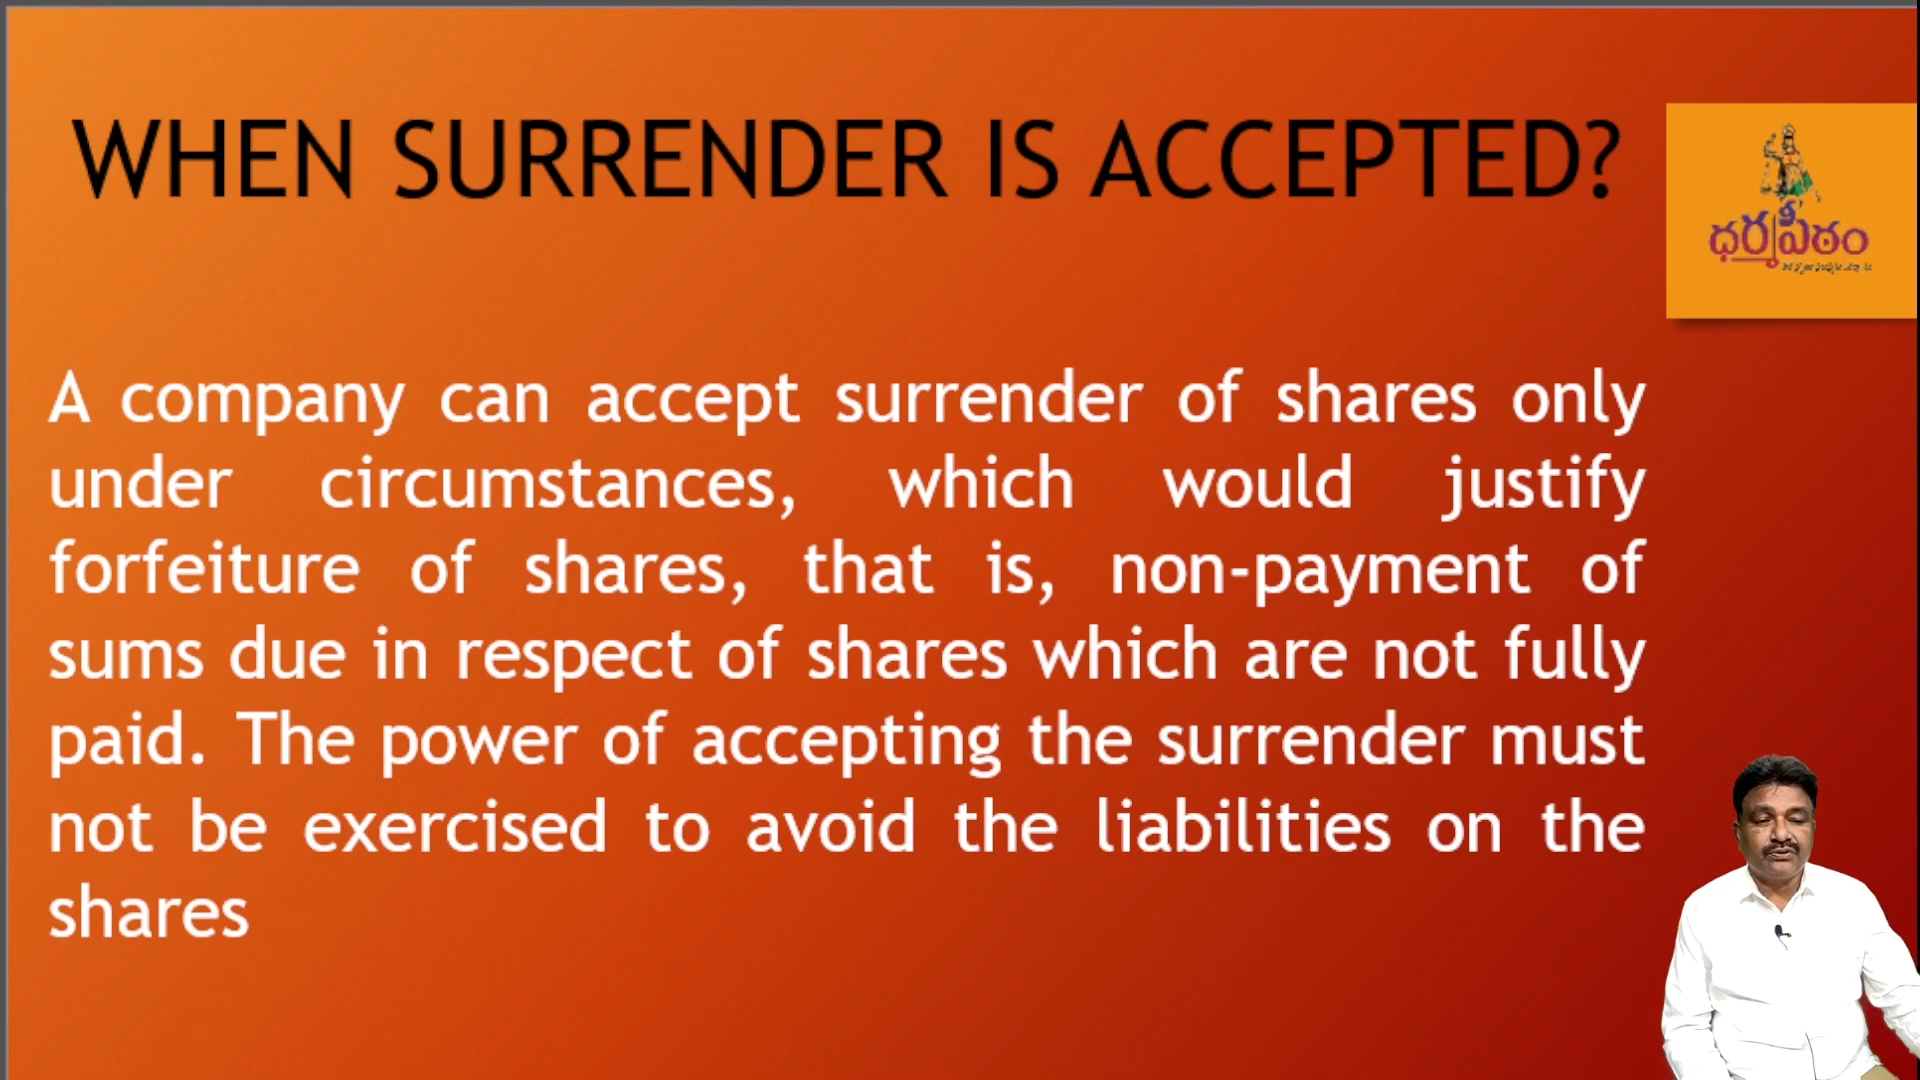 WHEN SURRENDER IS ACCEPTED?
ధర్మపీఠం
A company can accept surrender of shares only
under circumstances, which would justify
forfeiture of shares, that is, non-payment of
sums due in respect of shares which are not fully
paid. The power of accepting the surrender must
not be exercised to avoid the liabilities on the
shares